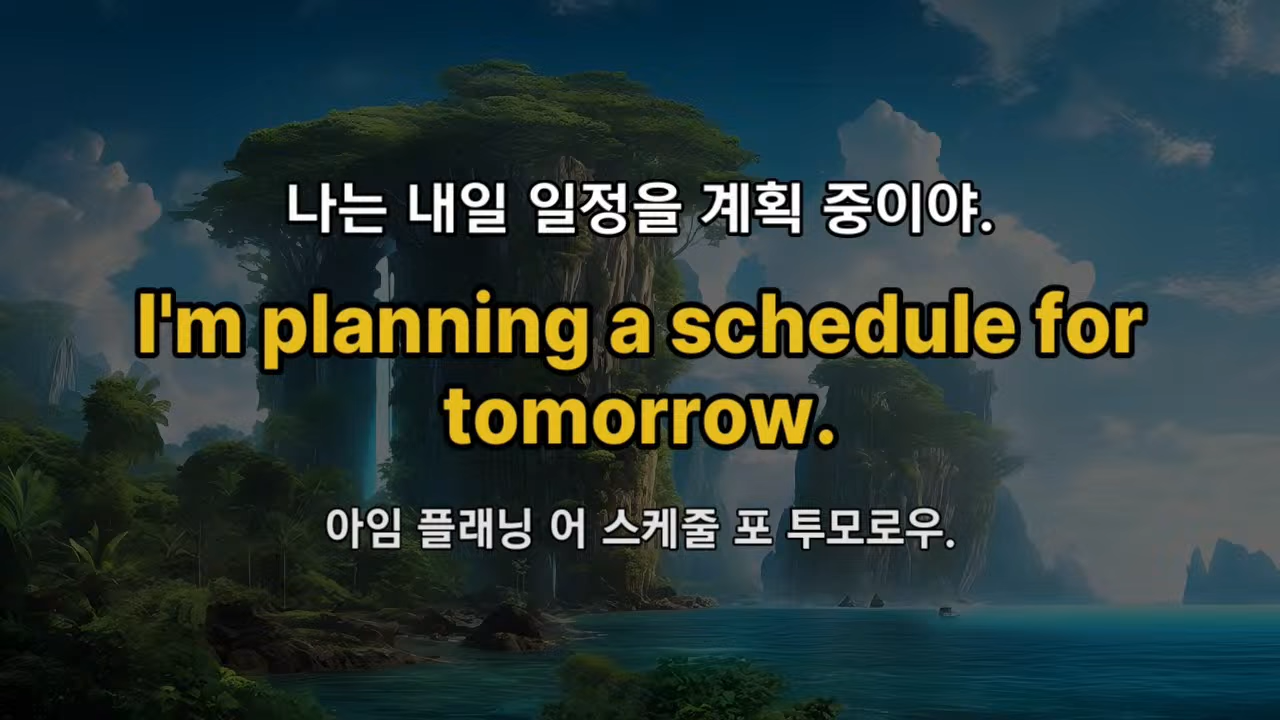 나는 내일 일정을 계획 중이야.
I'm planning a schedule for
tomorrow.
아임 플래닝 어 스케줄 포 투모로우.